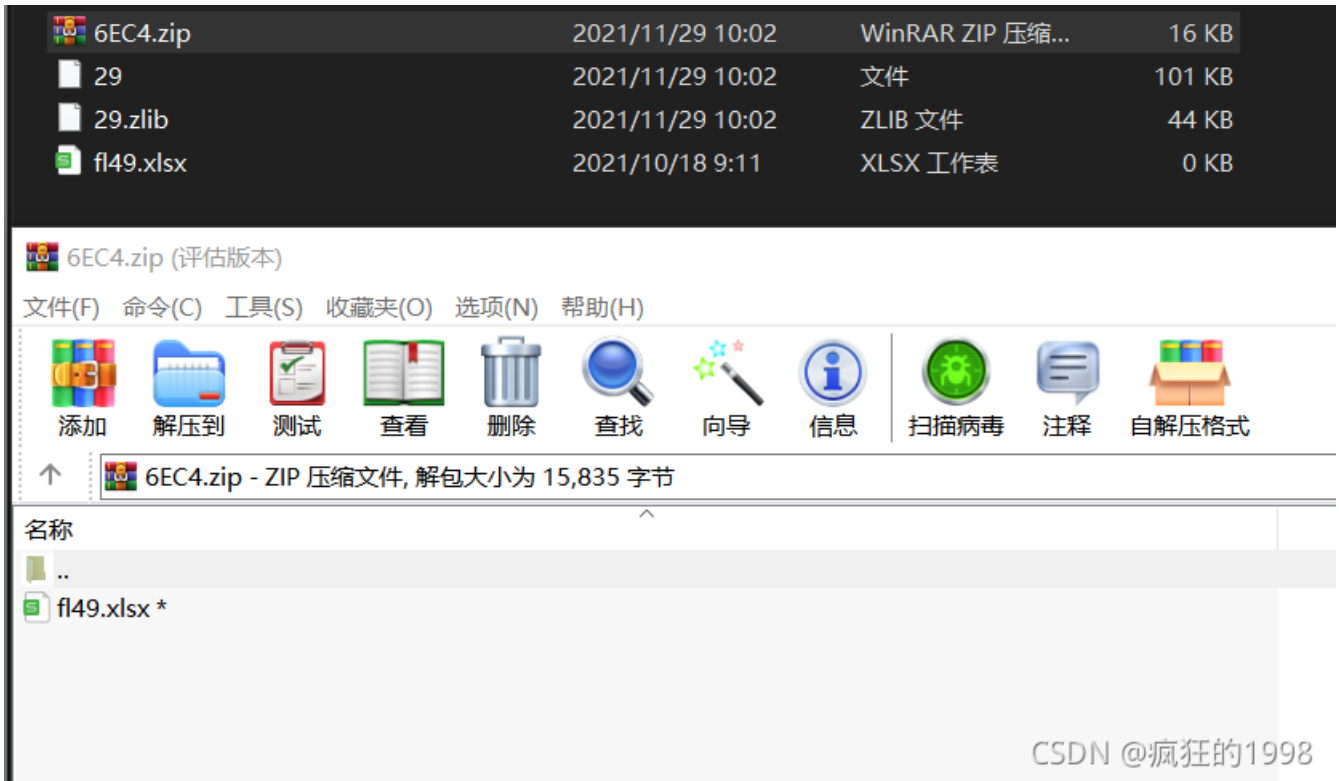 6EC4.zip 2021/11/29 10:02 WinRAR ZIP 压缩... 16 KB
29 2021/11/29 10:02 文件 101 KB
29.zlib 2021/11/29 10:02 ZLIB 文件 44 KB
fl49.xlsx 2021/10/18 9:11 XLSX 工作表 0 KB
6EC4.zip (评估版本)
文件(F) 命令(C) 工具(S) 收藏夹(O) 选项(N) 帮助(H)
添加 解压到 测试 查看 删除 查找 向导 信息 扫描病毒 注释 自解压格式
6EC4.zip - ZIP 压缩文件, 解包大小为 15,835 字节
名称
..
fl49.xlsx *
CSDN @疯狂的1998